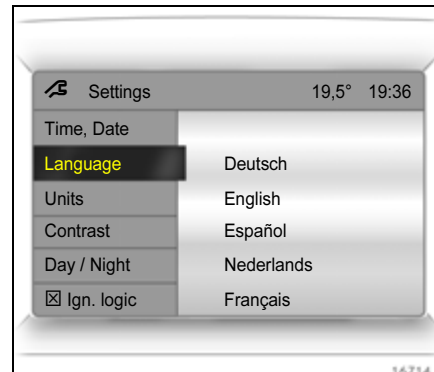 Settings 19,5° 19:36
Time, Date
Language Deutsch
Units English
Contrast Español
Day / Night Nederlands
☒ Ign. logic Français